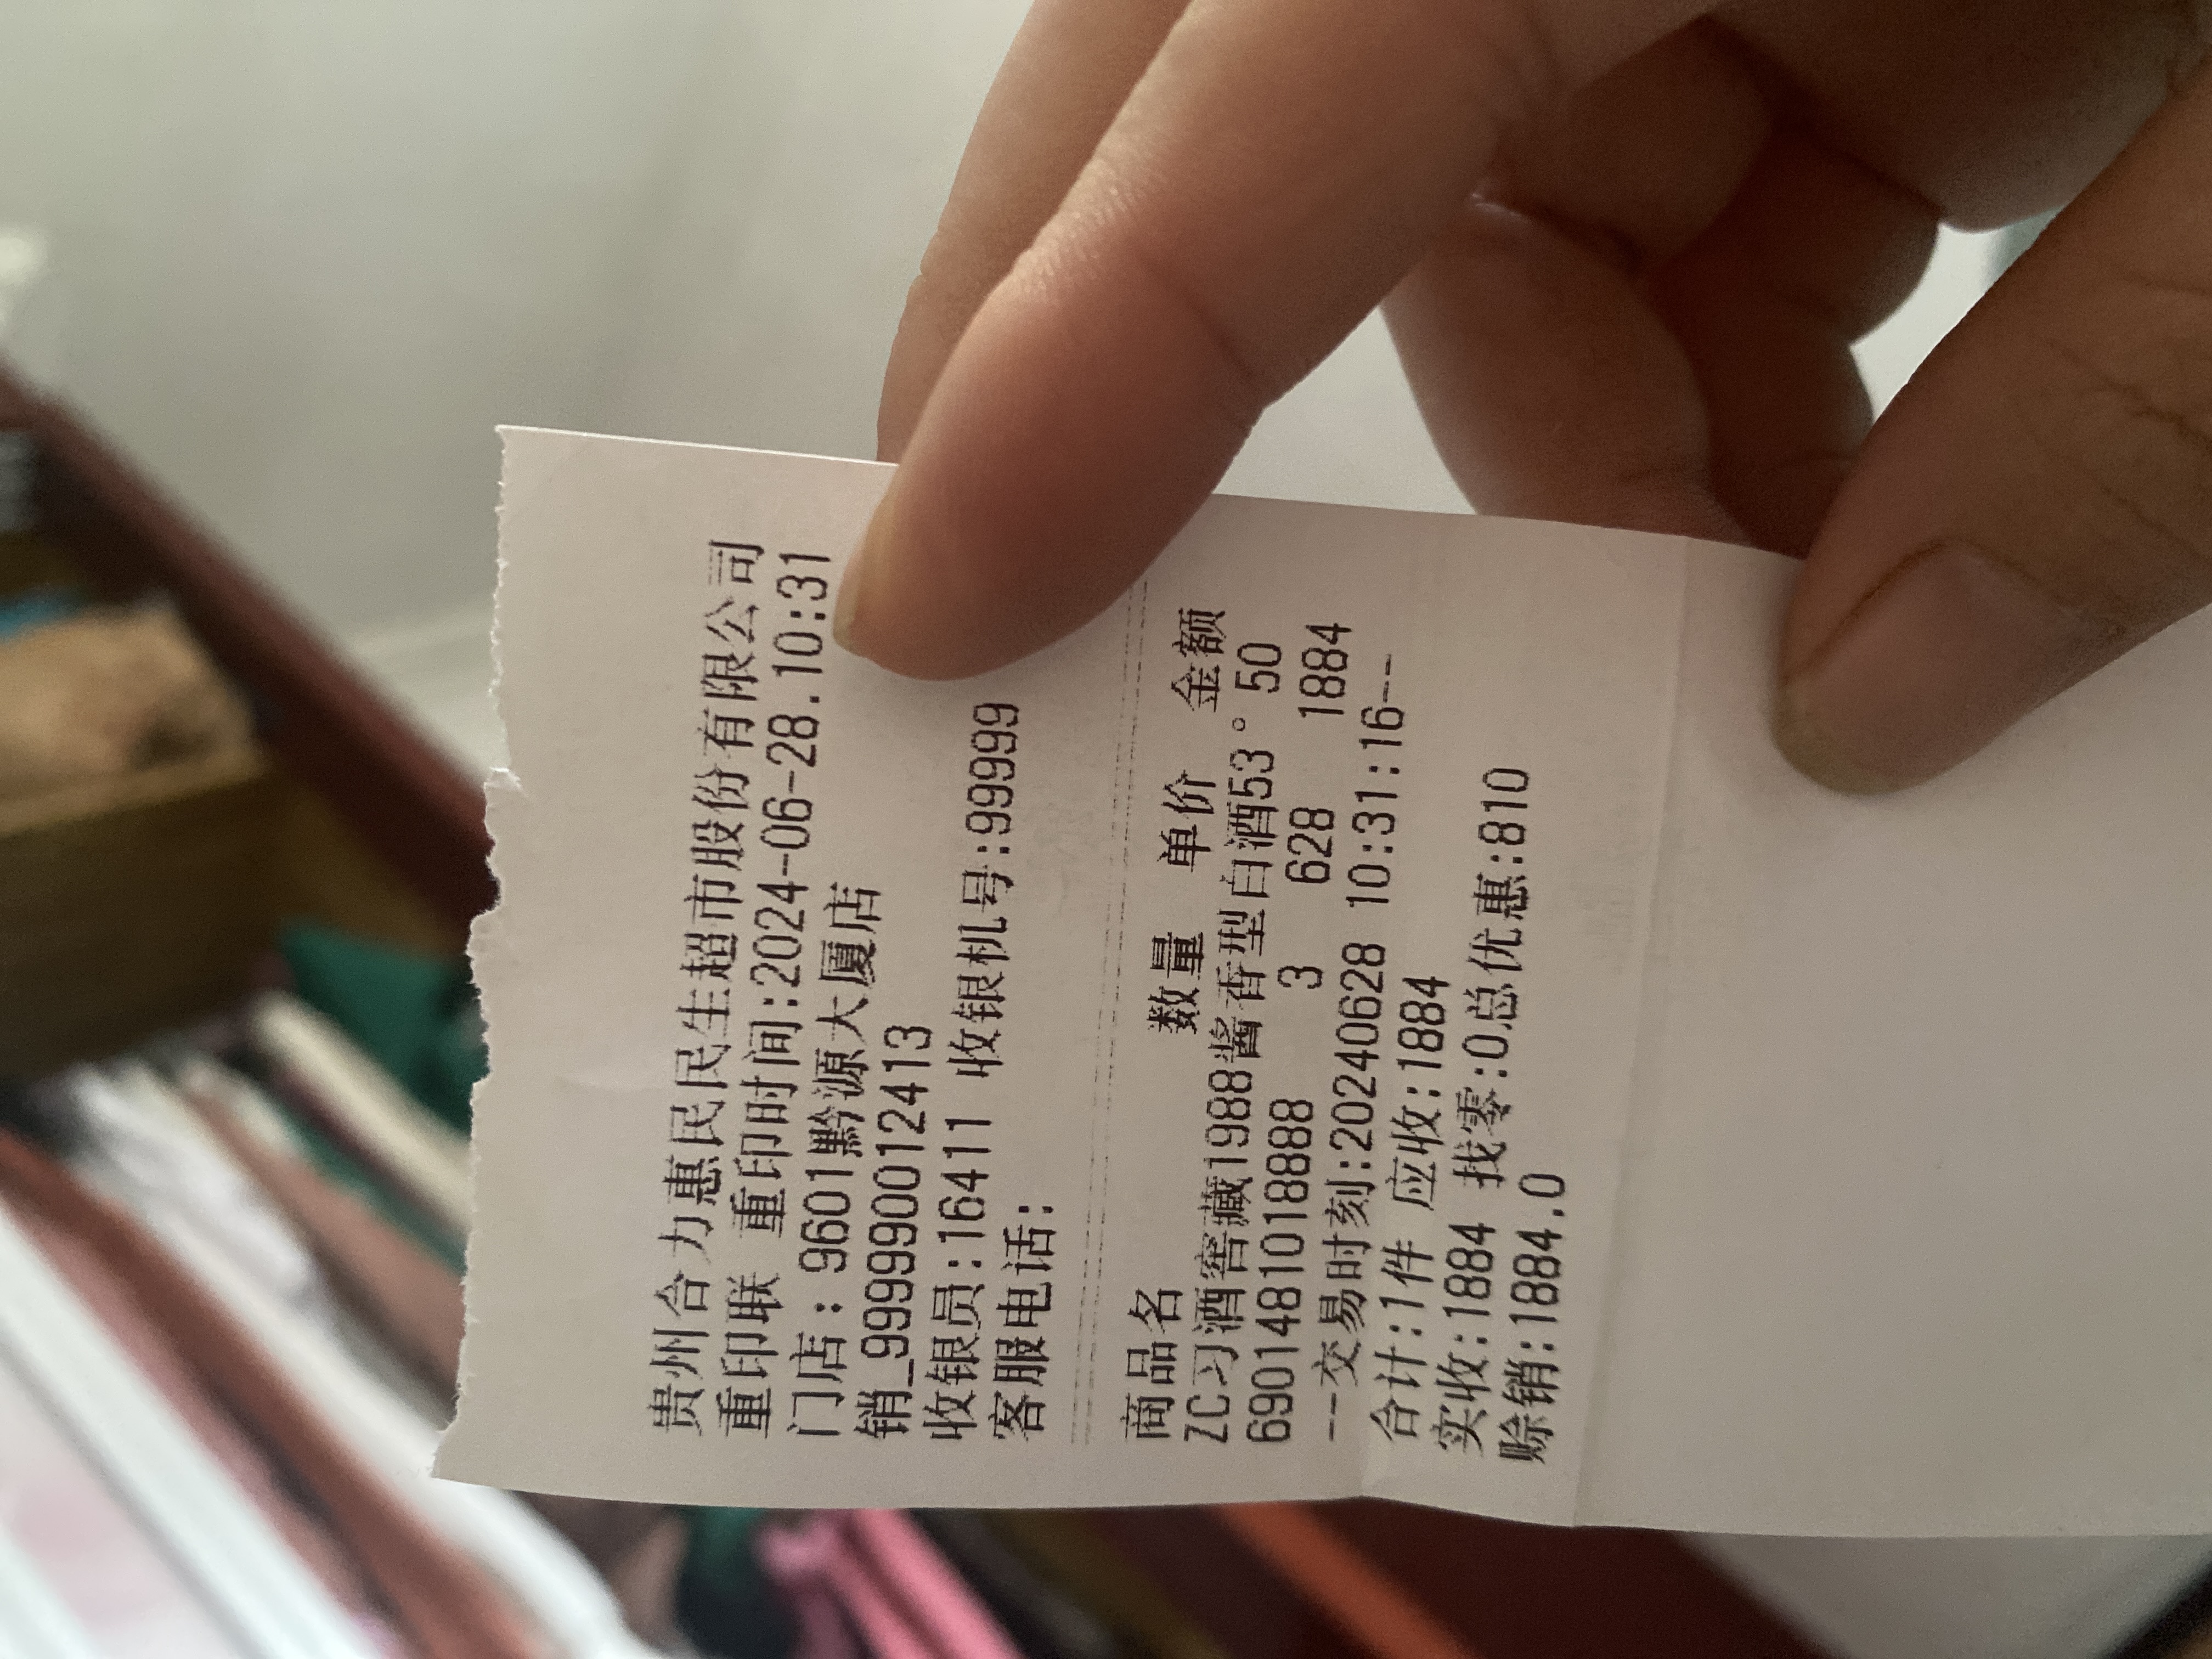 贵州合力惠民民生超市股份有限公司
重印联 重印时间:2024-06-28.10:31
门店: 9601黔源大厦店
销_9999900012413
收银员:16411 收银机号:99999
客服电话:
商品名 数量 单价 金额
ZC习酒窖藏1988酱香型白酒53°50
6901481018888 3 628 1884
--交易时刻:20240628 10:31:16--
合计:1件 应收:1884
实收:1884 找零:0总优惠:810
赊销:1884.0